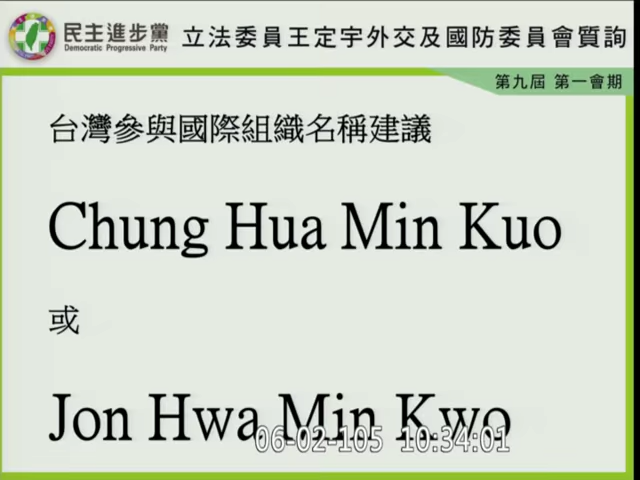 民主進步黨
Democratic Progressive Party
立法委員王定宇外交及國防委員會質詢
第九屆 第一會期
台灣參與國際組織名稱建議
Chung Hua Min Kuo
或
Jon Hwa Min Kwo
06-02-105 10:34:01